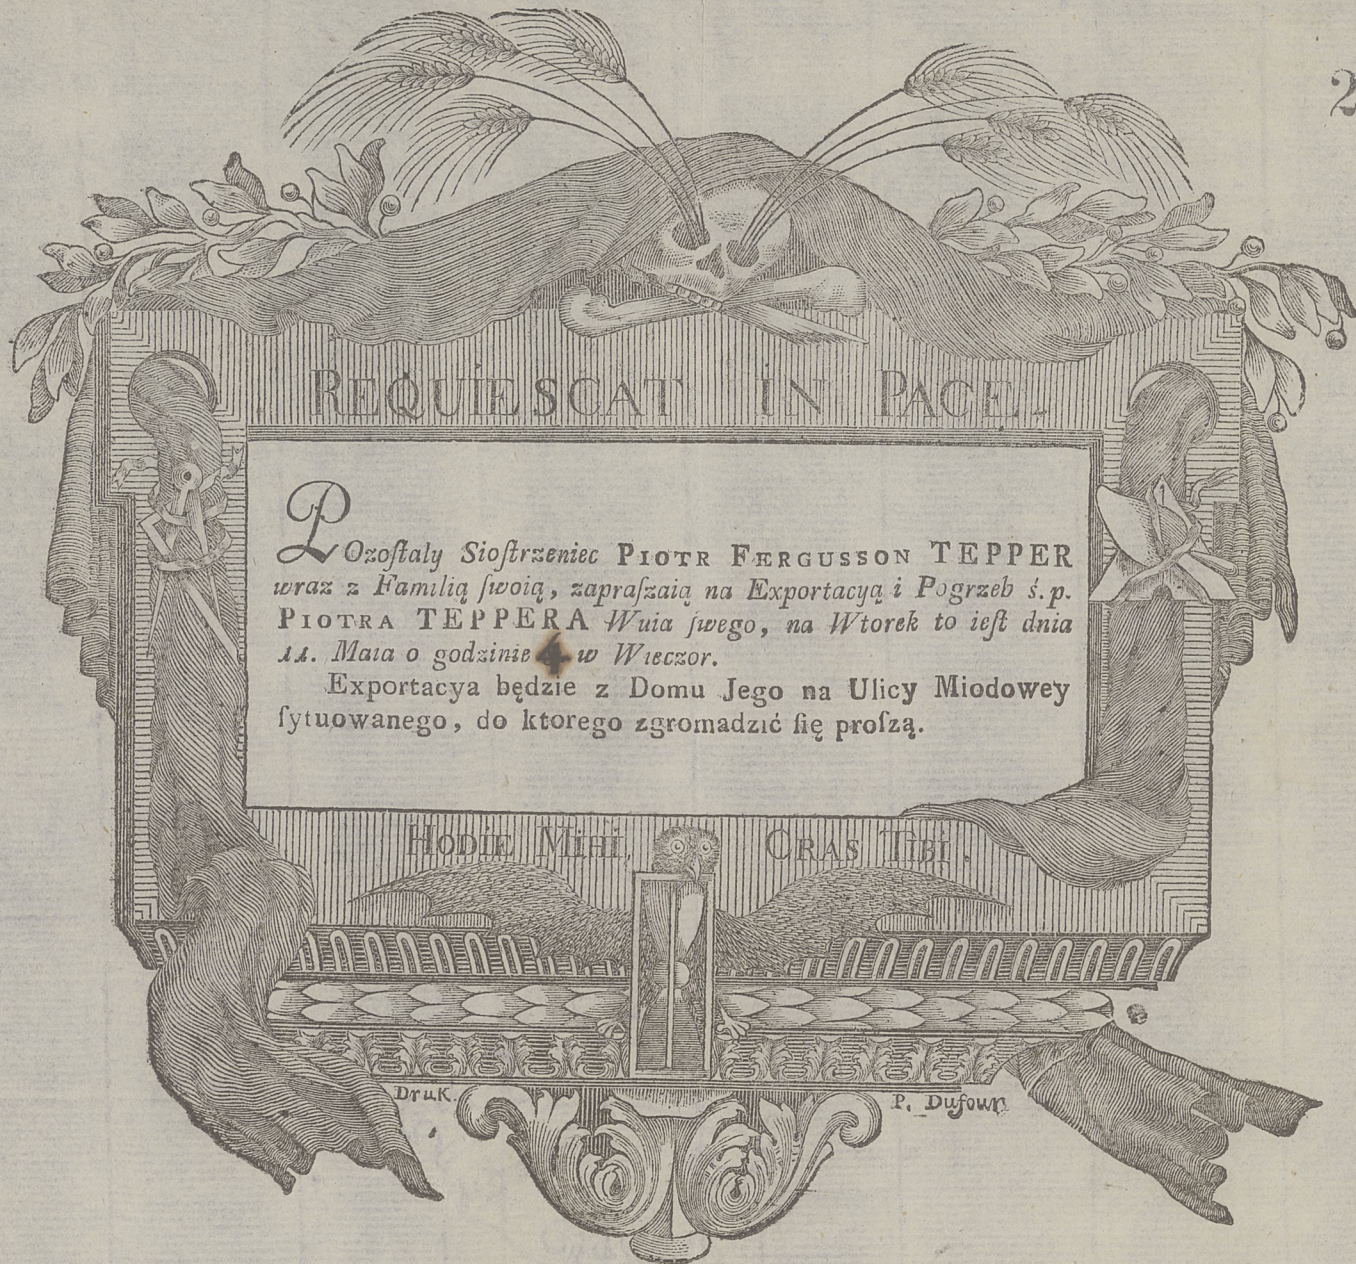 2
REQUIESCAT IN PACE.
POzoſtały Sioſtrzeniec PIOTR FERGUSSON TEPPER
wraz z Familią ſwoią, zapraſzaią na Exportacyą i Pogrzeb ś. p.
PIOTRA TEPPERA Wuia ſwego, na Wtorek to ieſt dnia
11. Maia o godzinie 4 w Wieczor.
Exportacya będzie z Domu Jego na Ulicy Miodowey
ſytuowanego, do ktorego zgromadzić ſię proſzą.
HODIE MIHI, CRAS TIBI.
Druk. P. Dufour